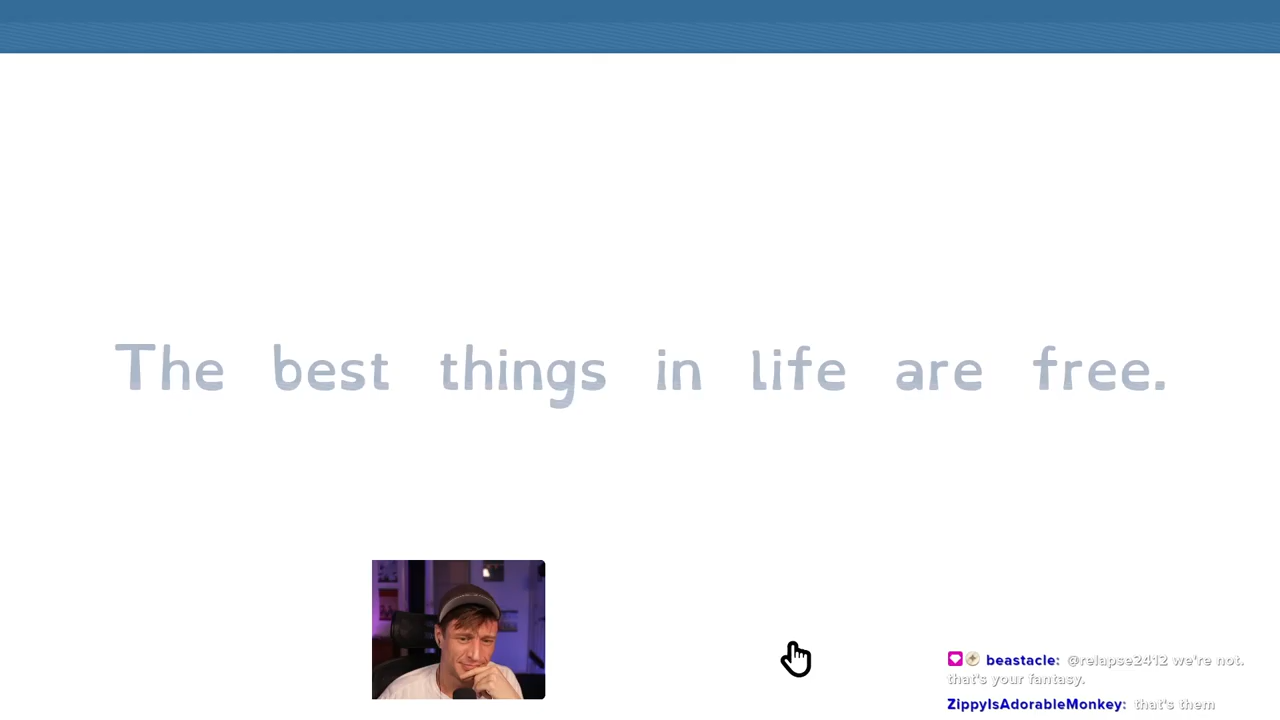 The best things in life are free.
beastacle: @relapse2412 we're not.
that's your fantasy.
ZippyIsAdorableMonkey: that's them